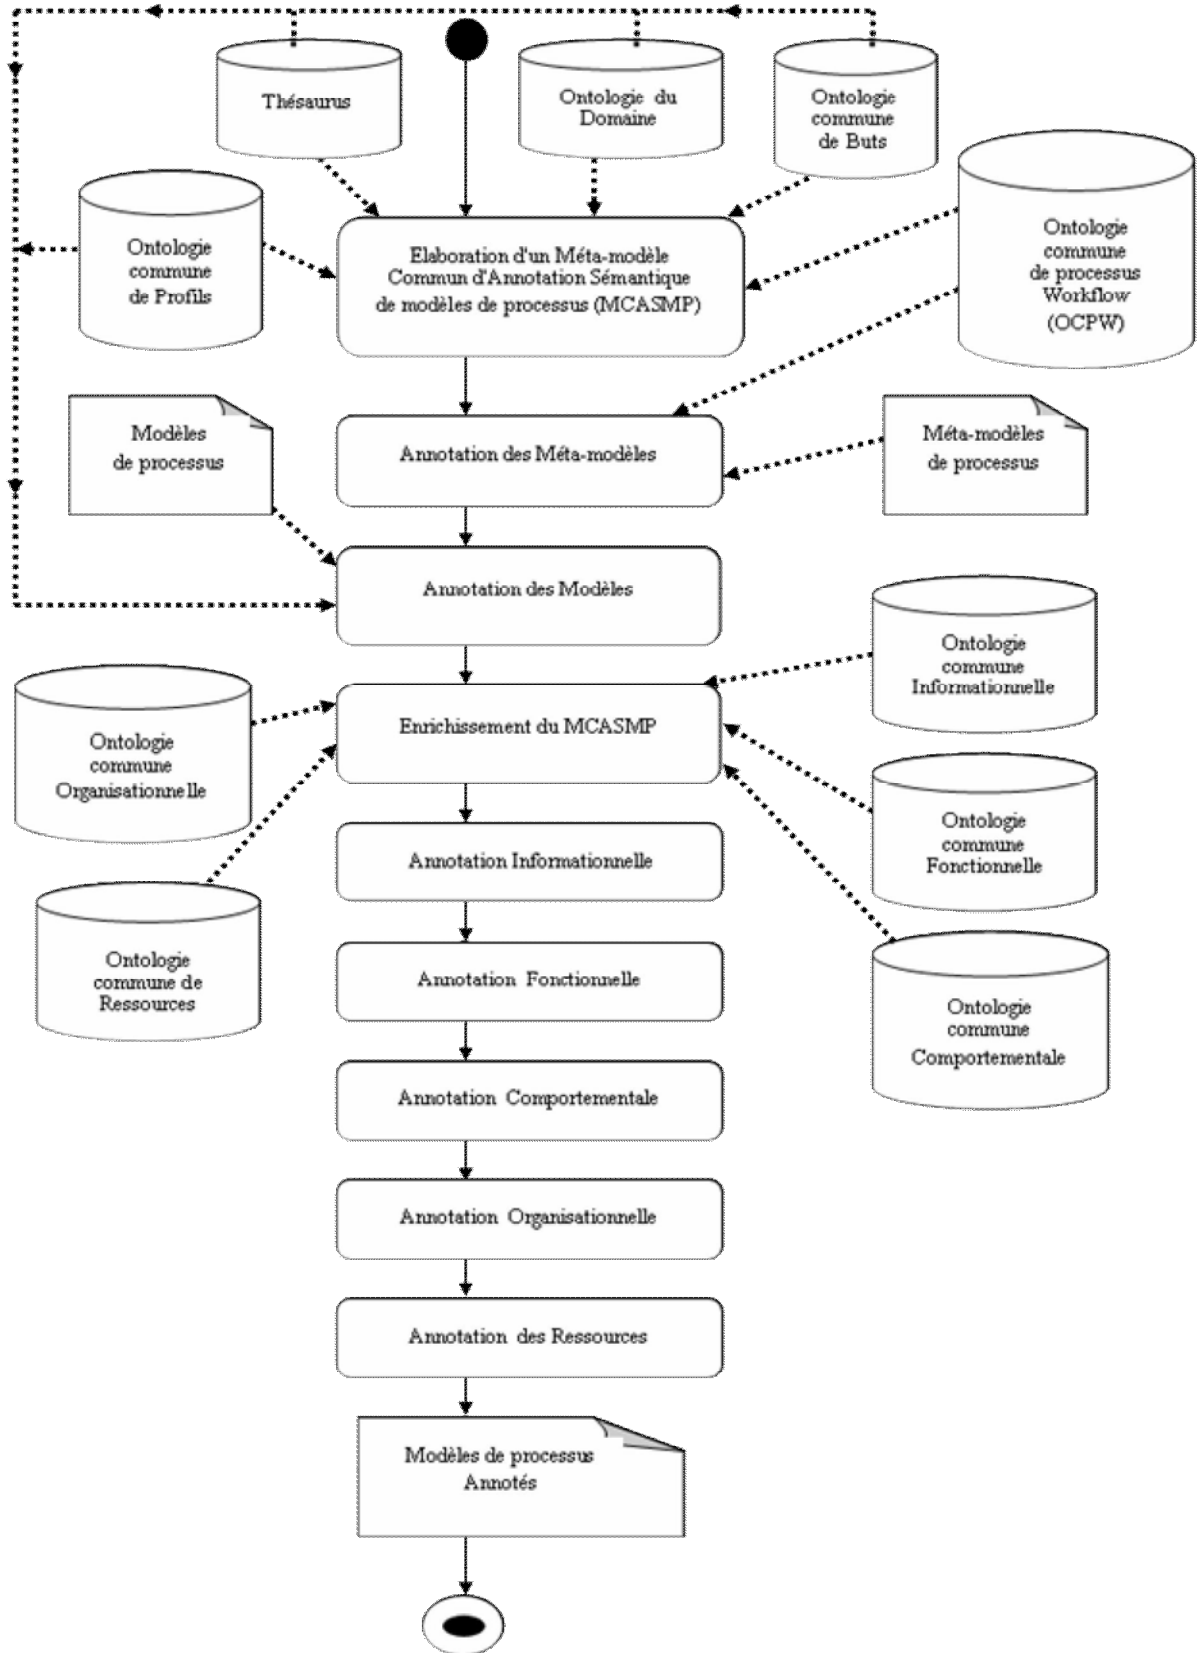 Thésaurus
Ontologie du
Domaine
Ontologie
commune
de Buts
Ontologie
commune
de Profils
Elaboration d'un Méta-modèle
Commun d'Annotation Sémantique
de modèles de processus (MCASMP)
Ontologie
commune
de processus
Workflow
(OCPW)
Modèles
de processus
Annotation des Méta-modèles
Méta-modèles
de processus
Annotation des Modèles
Ontologie
commune
Informationnelle
Ontologie
commune
Organisationnelle
Enrichissement du MCASMP
Ontologie
commune
Fonctionnelle
Annotation Informationnelle
Ontologie
commune de
Ressources
Annotation Fonctionnelle
Ontologie
commune
Comportementale
Annotation Comportementale
Annotation Organisationnelle
Annotation des Ressources
Modèles de processus
Annotés